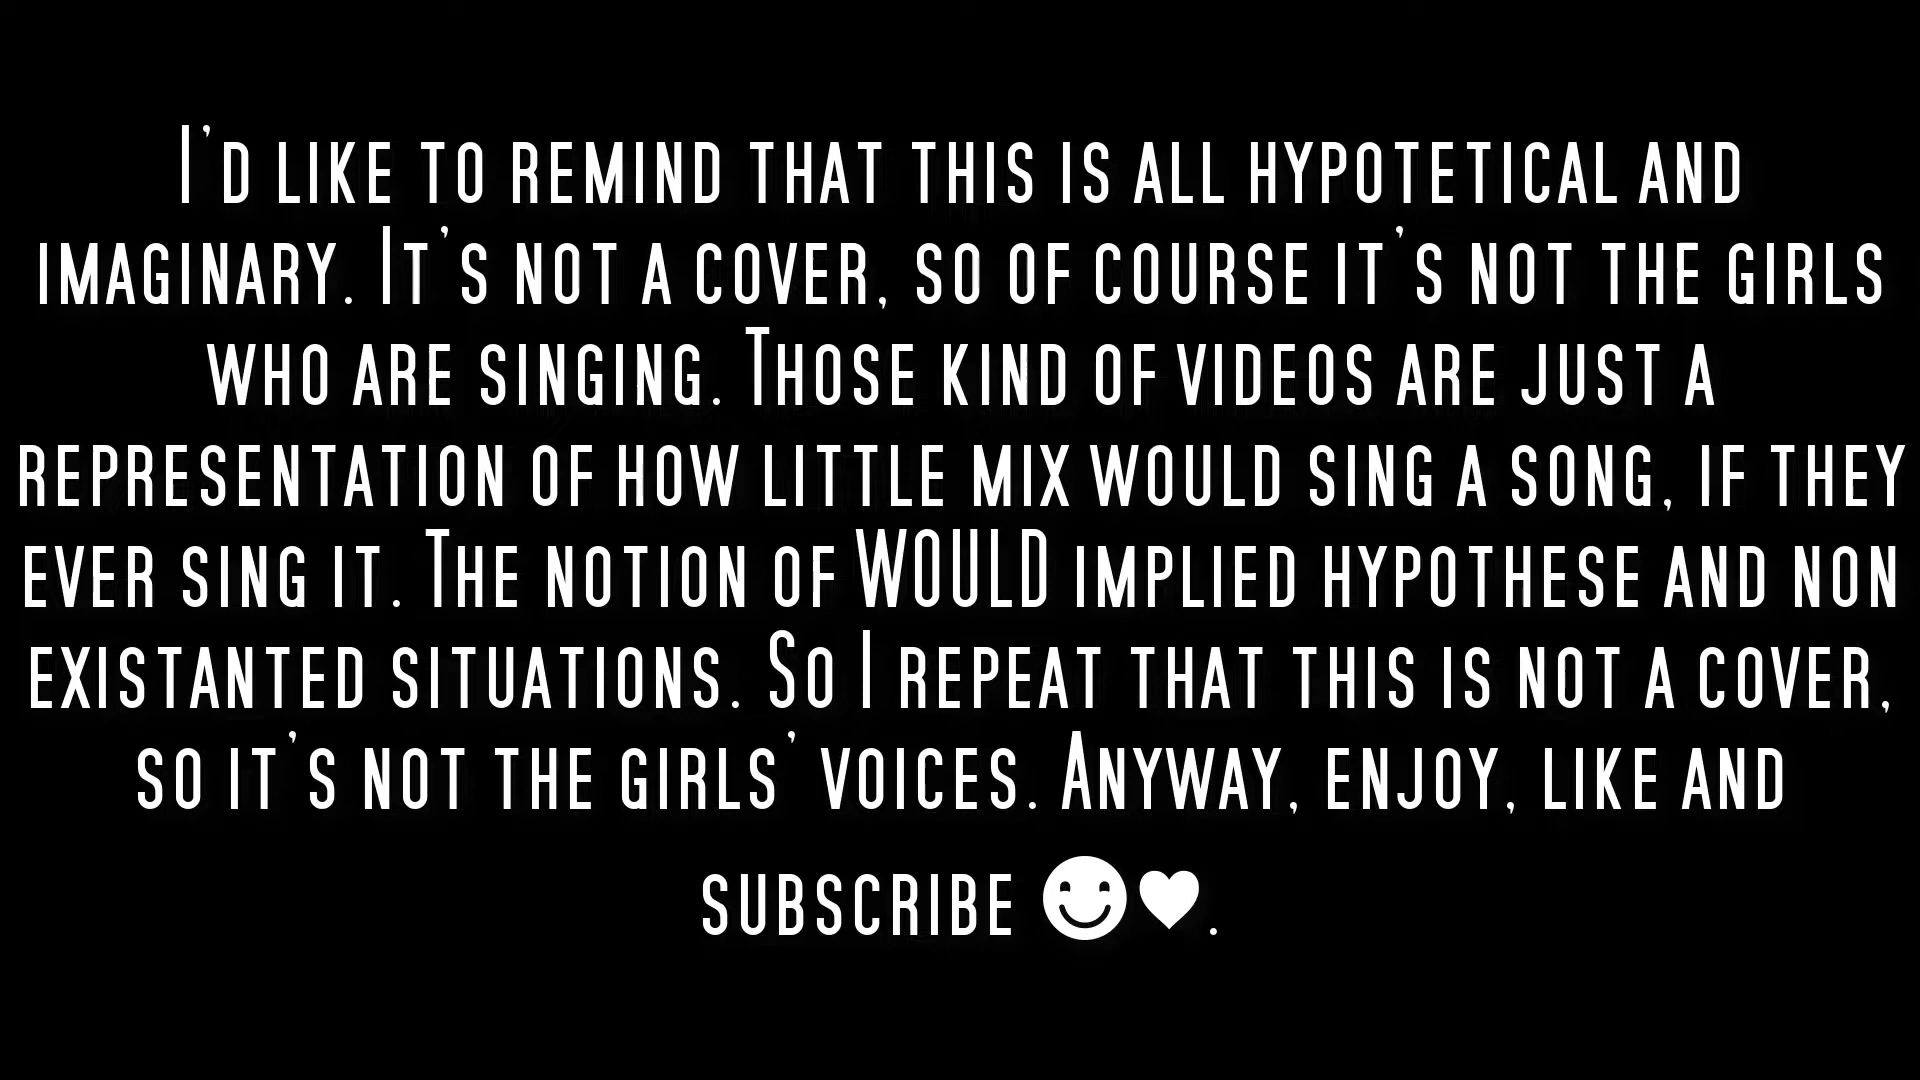 I'd like to remind that this is all hypotetical and
imaginary. It's not a cover, so of course it's not the girls
who are singing. Those kind of videos are just a
representation of how little mix would sing a song, if they
ever sing it. The notion of WOULD implied hypothese and non
existanted situations. So I repeat that this is not a cover,
so it's not the girls' voices. Anyway, enjoy, like and
subscribe ☻♥.